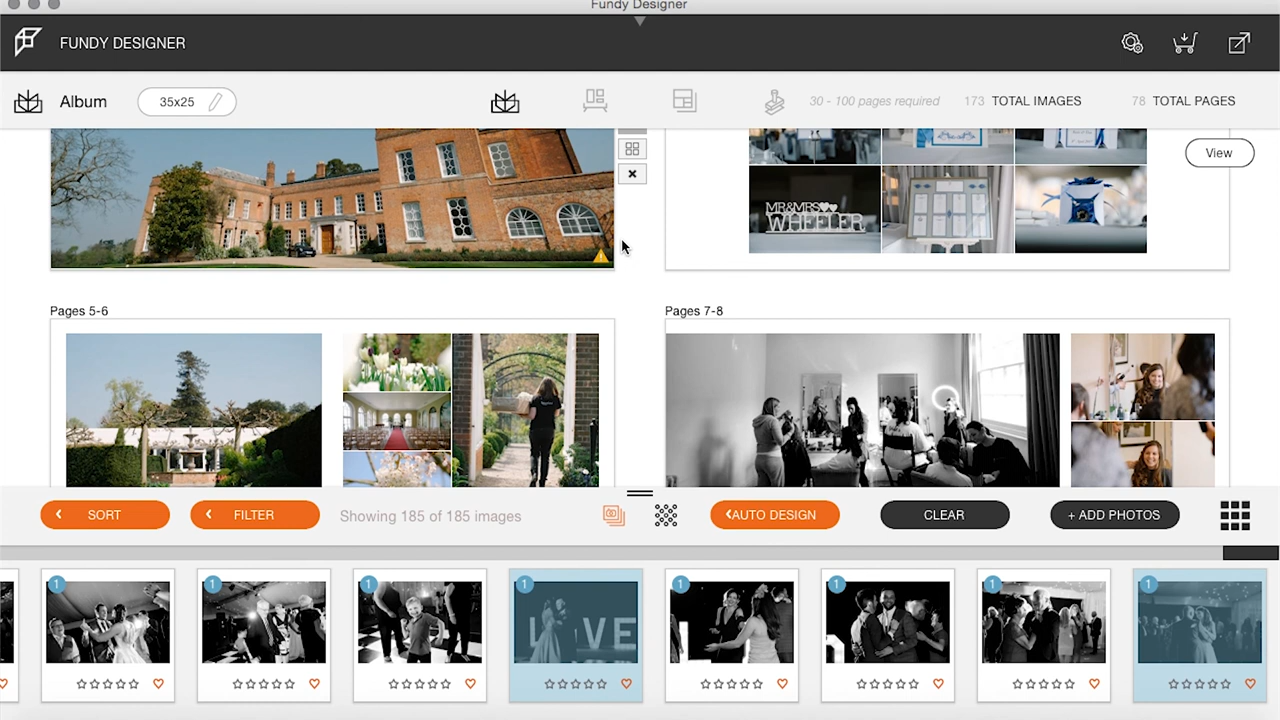 Fundy Designer
FUNDY DESIGNER
Album
35x25
30 - 100 pages required
173 TOTAL IMAGES
78 TOTAL PAGES
View
MR&MRS
WHEELER
Pages 5-6
Pages 7-8
SORT
FILTER
Showing 185 of 185 images
AUTO DESIGN
CLEAR
+ ADD PHOTOS
1
1
1
1
1
1
1
1
LOVE